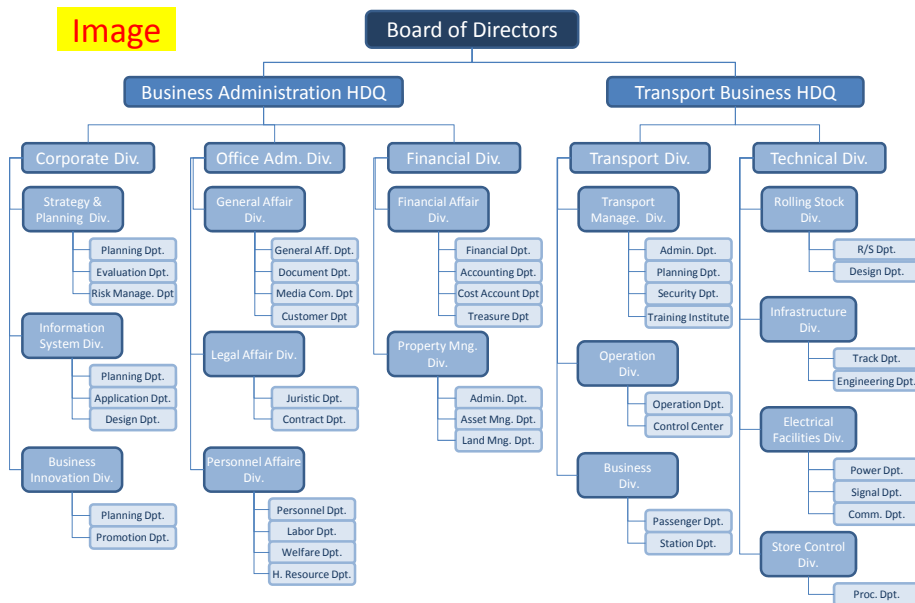 Image
Board of Directors
Business Administration HDQ
Transport Business HDQ
Corporate Div.
Office Adm. Div.
Financial Div.
Transport Div.
Technical Div.
Strategy &
Planning Div.
Planning Dpt.
Evaluation Dpt.
Risk Manage. Dpt
Information
System Div.
Planning Dpt.
Application Dpt.
Design Dpt.
Business
Innovation Div.
Planning Dpt.
Promotion Dpt.
General Affair
Div.
General Aff. Dpt.
Document Dpt.
Media Com. Dpt
Customer Dpt
Legal Affair Div.
Juristic Dpt.
Contract Dpt.
Personnel Affaire
Div.
Personnel Dpt.
Labor Dpt.
Welfare Dpt.
H. Resource Dpt.
Financial Affair
Div.
Financial Dpt.
Accounting Dpt.
Cost Account Dpt
Treasure Dpt
Property Mng.
Div.
Admin. Dpt.
Asset Mng. Dpt.
Land Mng. Dpt.
Transport
Manage. Div.
Admin. Dpt.
Planning Dpt.
Security Dpt.
Training Institute
Operation
Div.
Operation Dpt.
Control Center
Business
Div.
Passenger Dpt.
Station Dpt.
Rolling Stock
Div.
R/S Dpt.
Design Dpt.
Infrastructure
Div.
Track Dpt.
Engineering Dpt.
Electrical
Facilities Div.
Power Dpt.
Signal Dpt.
Comm. Dpt.
Store Control
Div.
Proc. Dpt.